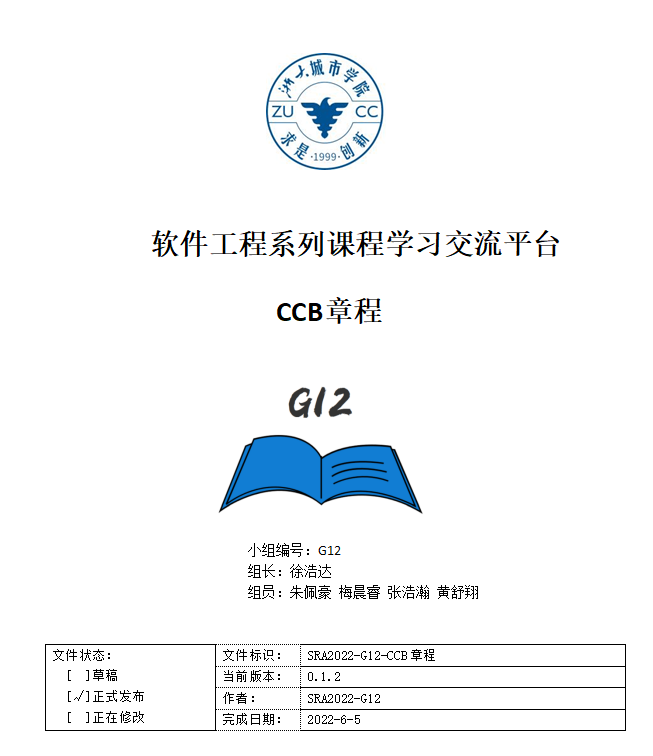 浙大城市学院
ZU CC
求是创新
·1999·
软件工程系列课程学习交流平台
CCB章程
G12
小组编号：G12
组长：徐浩达
组员：朱佩豪 梅晨睿 张浩瀚 黄舒翔
文件状态：
[ ]草稿
[√]正式发布
[ ]正在修改
文件标识： SRA2022-G12-CCB章程
当前版本： 0.1.2
作者： SRA2022-G12
完成日期： 2022-6-5